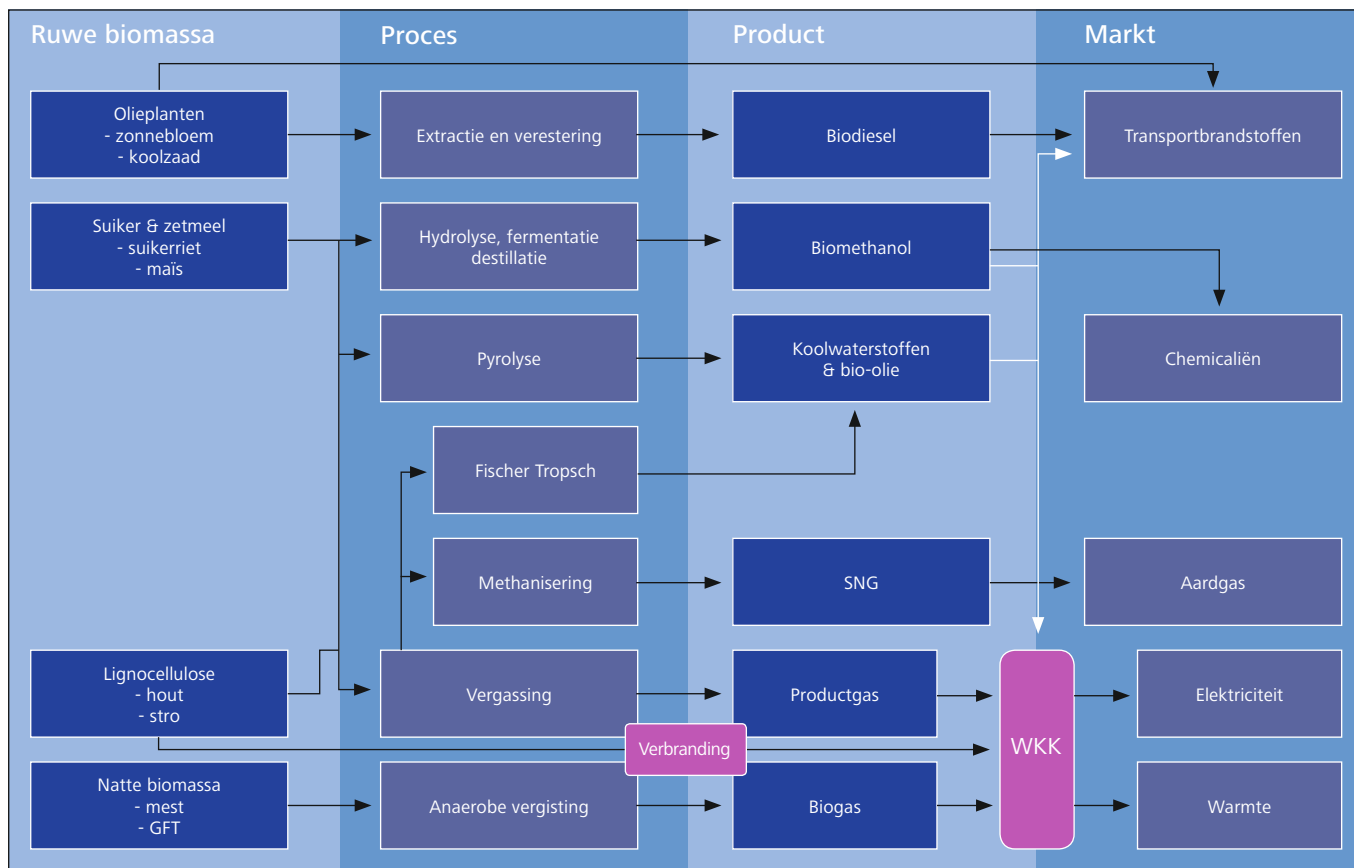 Ruwe biomassa
Proces
Product
Markt
Olieplanten
- zonnebloem
- koolzaad
Extractie en verestering
Biodiesel
Transportbrandstoffen
Suiker & zetmeel
- suikerriet
- maïs
Hydrolyse, fermentatie
destillatie
Biomethanol
Pyrolyse
Koolwaterstoffen
& bio-olie
Chemicaliën
Fischer Tropsch
Methanisering
SNG
Aardgas
Lignocellulose
- hout
- stro
Vergassing
Productgas
Elektriciteit
Verbranding
WKK
Natte biomassa
- mest
- GFT
Anaerobe vergisting
Biogas
Warmte